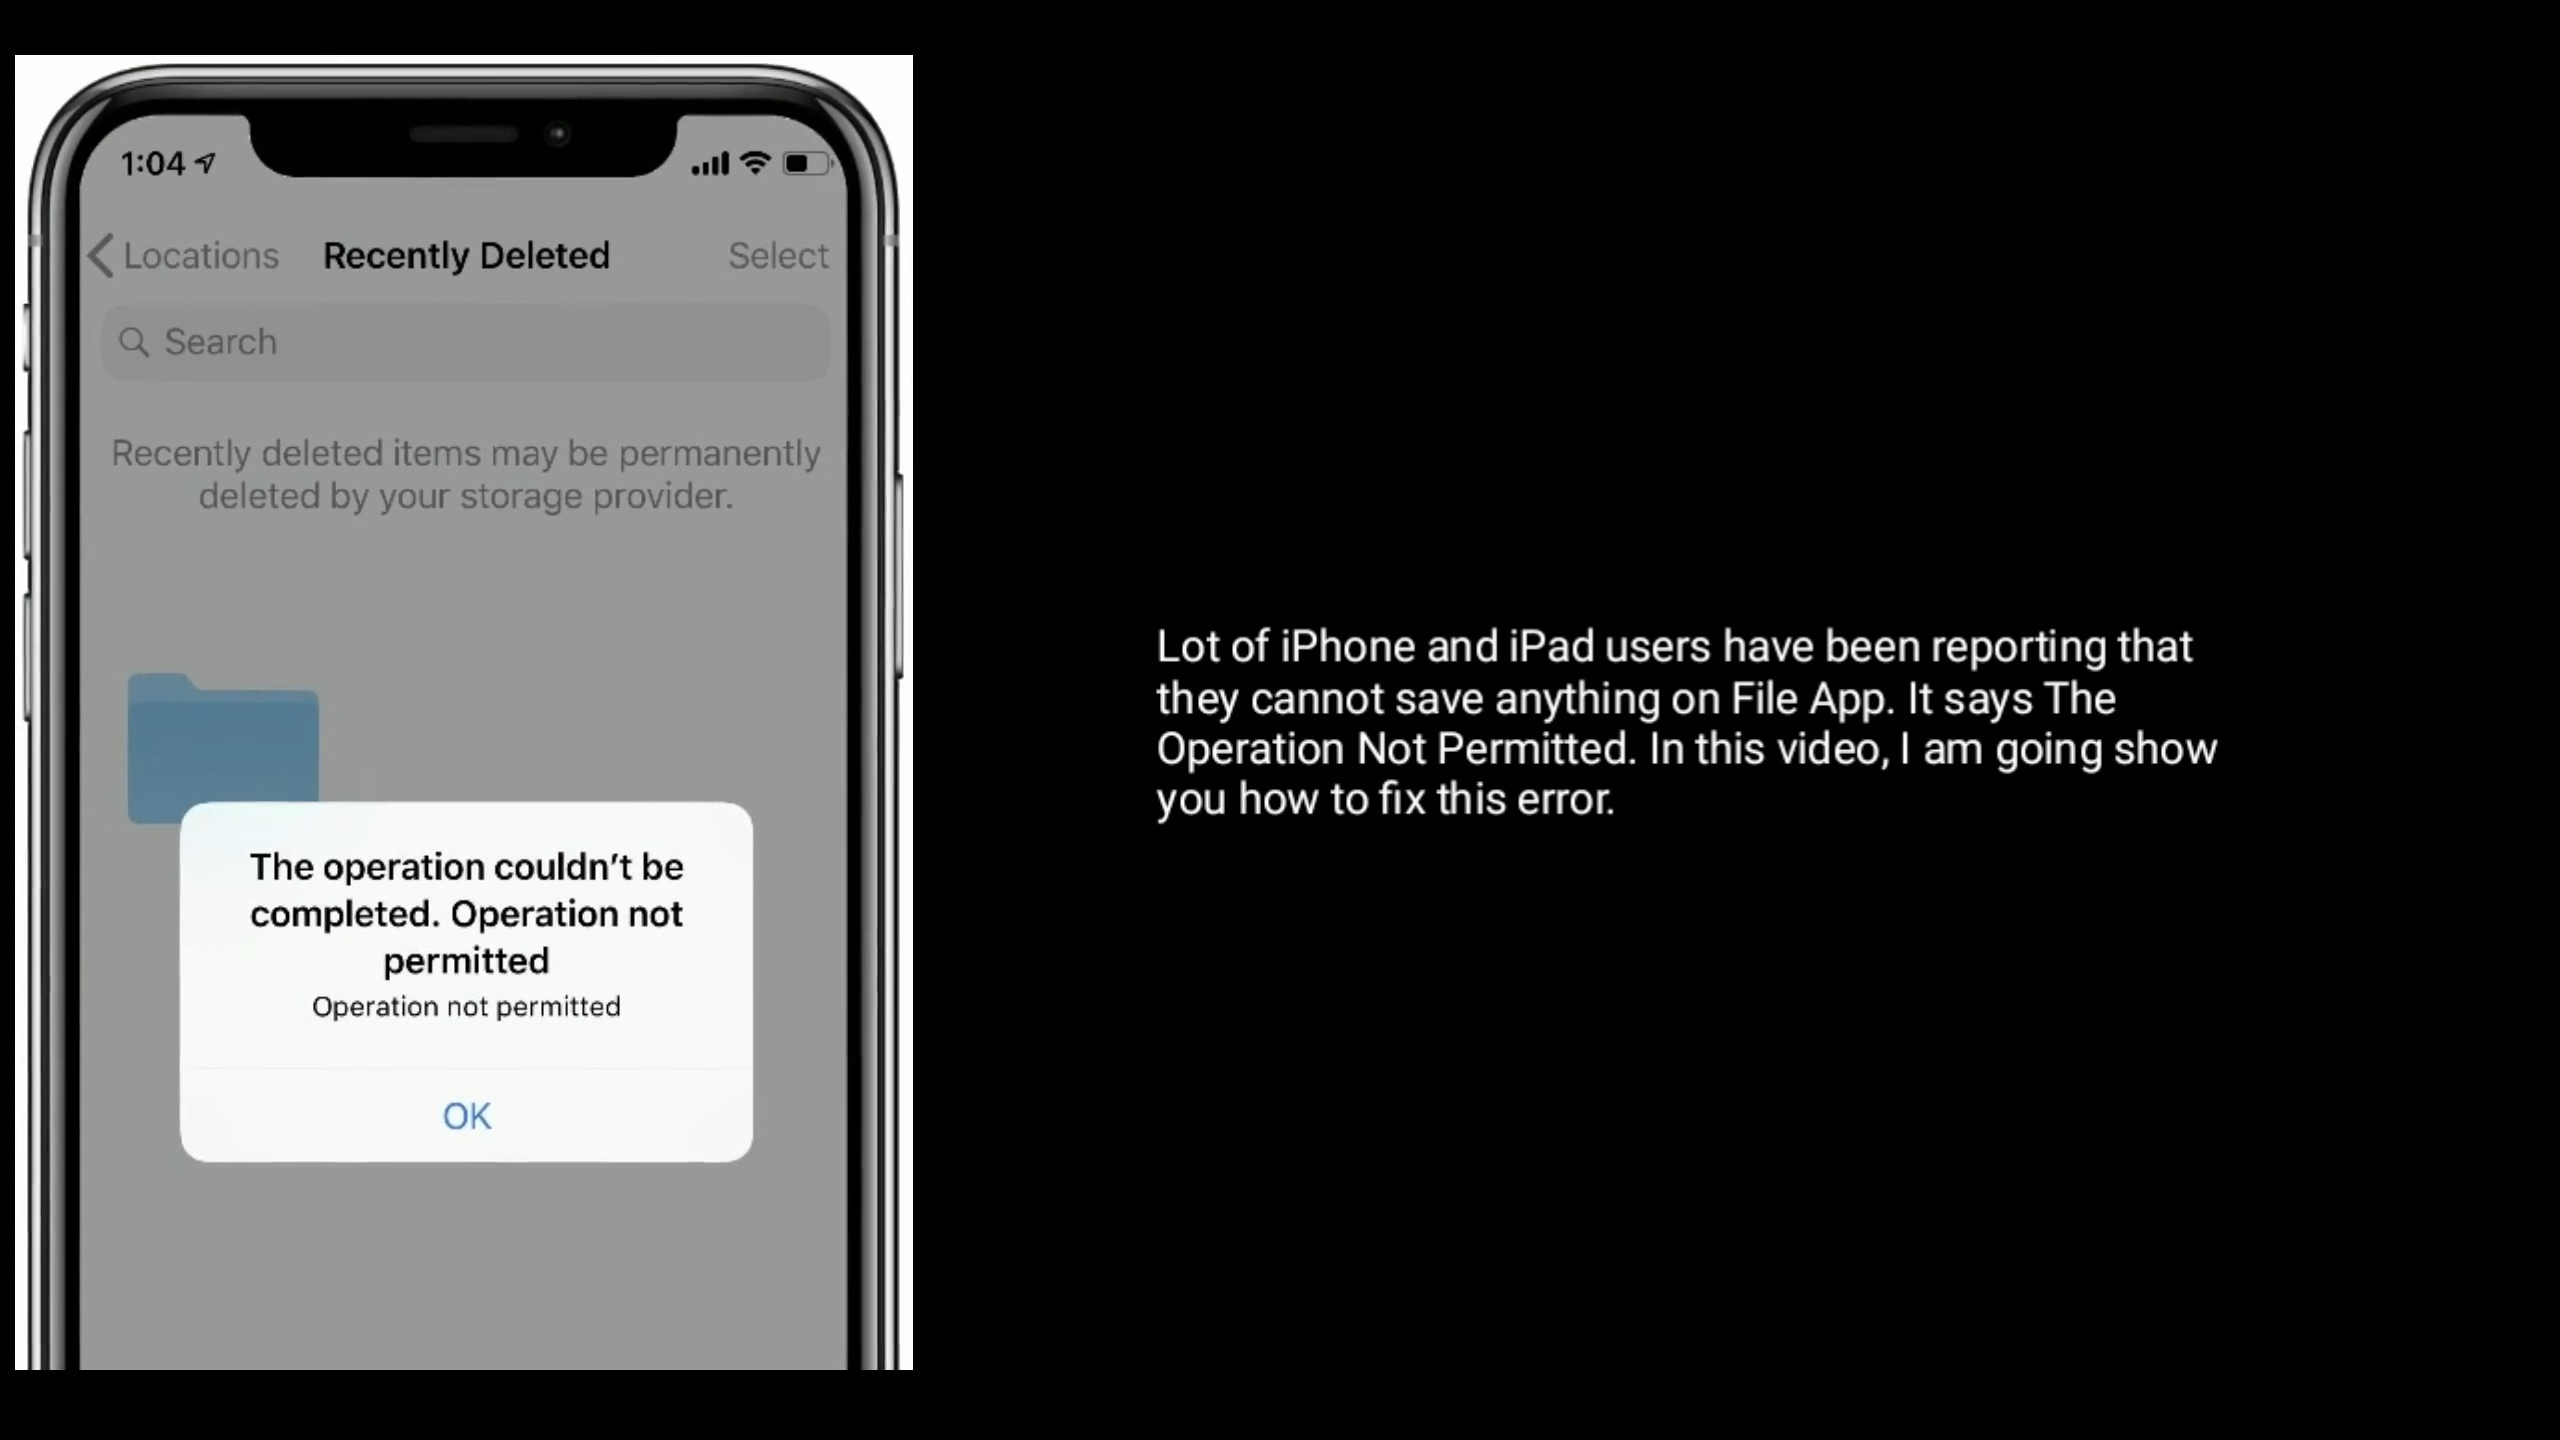 1:04
Locations Recently Deleted Select
Search
Recently deleted items may be permanently
deleted by your storage provider.
The operation couldn't be
completed. Operation not
permitted
Operation not permitted
OK
Lot of iPhone and iPad users have been reporting that
they cannot save anything on File App. It says The
Operation Not Permitted. In this video, I am going show
you how to fix this error.